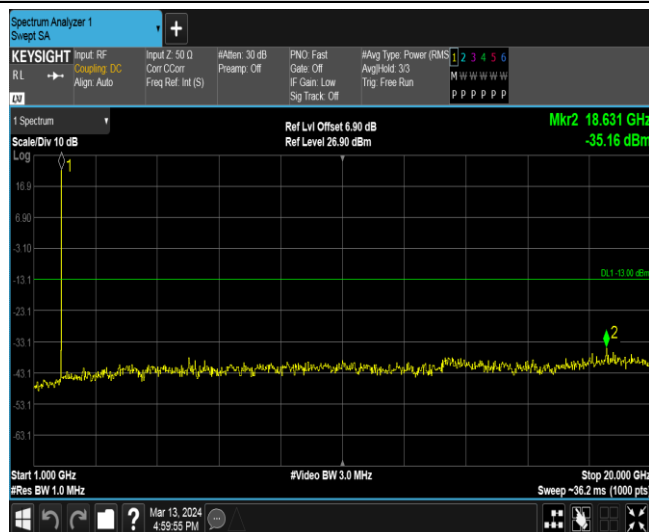 Spectrum Analyzer 1
Swept SA
+
KEYSIGHT Input: RF Input Z: 50 Ω #Atten: 30 dB PNO: Fast #Avg Type: Power (RMS 1 2 3 4 5 6
RL Coupling: DC Corr CCorr Preamp: Off Gate: Off Avg|Hold: 3/3 M W W W W W
Align: Auto Freq Ref: Int (S) IF Gain: Low Trig: Free Run
Sig Track: Off P P P P P P
LXI
1 Spectrum Ref Lvl Offset 6.90 dB Mkr2 18.631 GHz
Scale/Div 10 dB Ref Level 26.90 dBm -35.16 dBm
Log
1
16.9
6.90
-3.10
-13.1
DL1 -13.00 dBm
-23.1
-33.1
2
-43.1
-53.1
-63.1
Start 1.000 GHz #Video BW 3.0 MHz Stop 20.000 GHz
#Res BW 1.0 MHz Sweep ~36.2 ms (1000 pts)
? Mar 13, 2024
4:59:55 PM